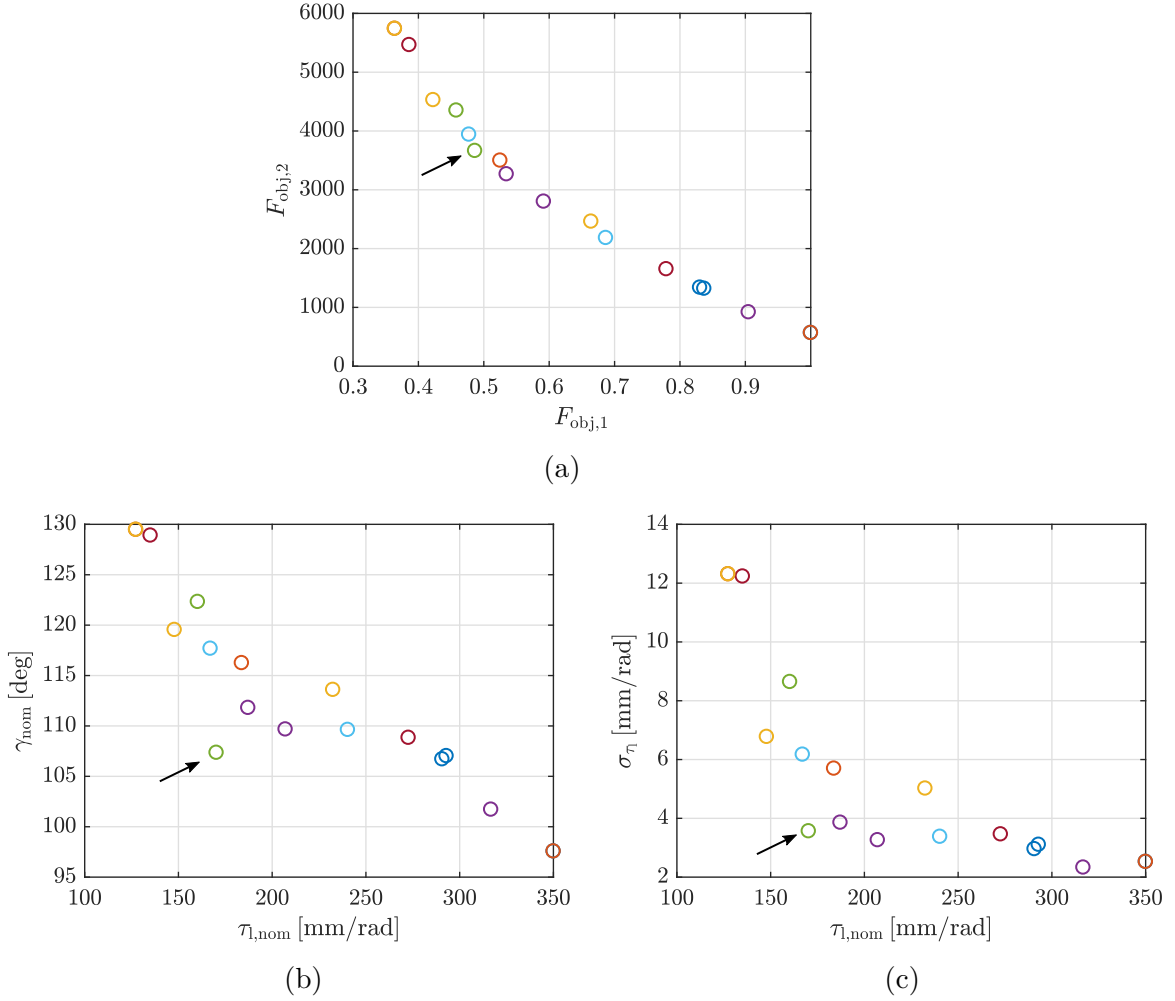 6000
5000
4000
3000
2000
1000
0
F_obj,2
0.3 0.4 0.5 0.6 0.7 0.8 0.9
F_obj,1
(a)
130
125
120
115
110
105
100
95
γ_nom [deg]
100 150 200 250 300 350
τ_l,nom [mm/rad]
(b)
14
12
10
8
6
4
2
σ_τ_l [mm/rad]
100 150 200 250 300 350
τ_l,nom [mm/rad]
(c)